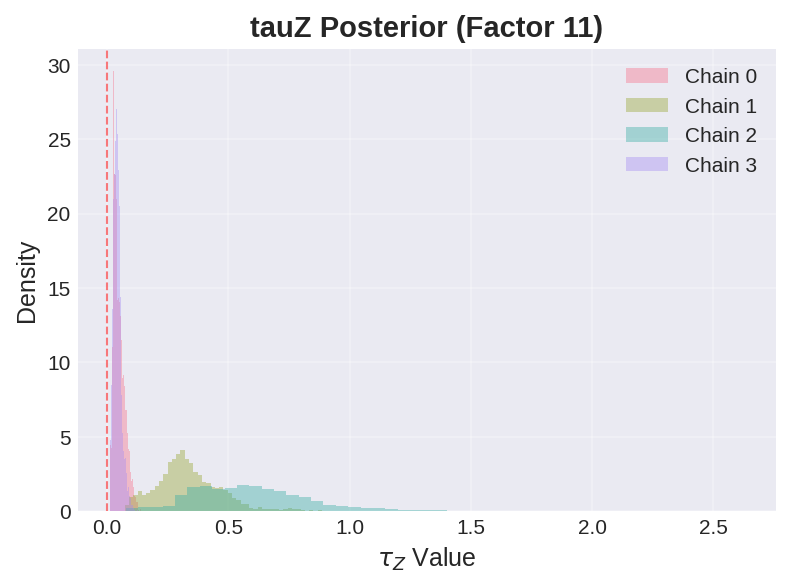 tauZ Posterior (Factor 11)
Chain 0
Chain 1
Chain 2
Chain 3
Density
30
25
20
15
10
5
0
0.0 0.5 1.0 1.5 2.0 2.5
τZ Value